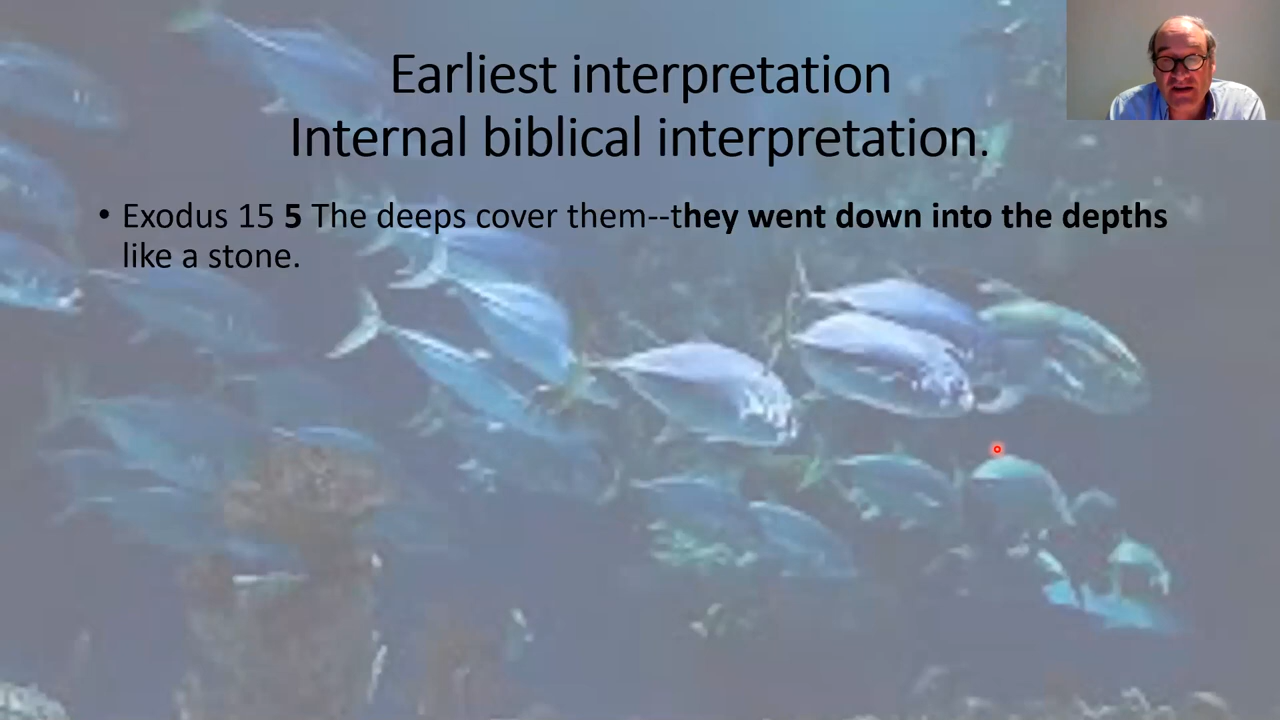 Earliest interpretation
Internal biblical interpretation.
• Exodus 15 5 The deeps cover them--they went down into the depths
like a stone.